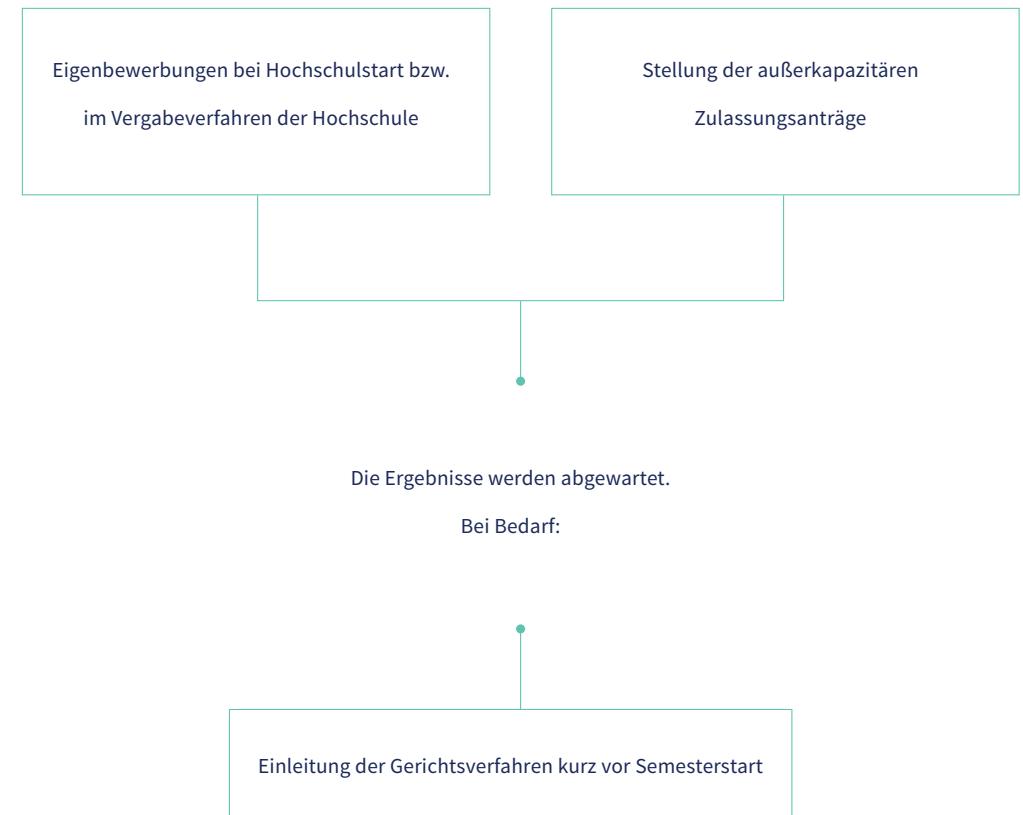 Eigenbewerbungen bei Hochschulstart bzw.
im Vergabeverfahren der Hochschule
Stellung der außerkapazitären
Zulassungsanträge
Die Ergebnisse werden abgewartet.
Bei Bedarf:
Einleitung der Gerichtsverfahren kurz vor Semesterstart